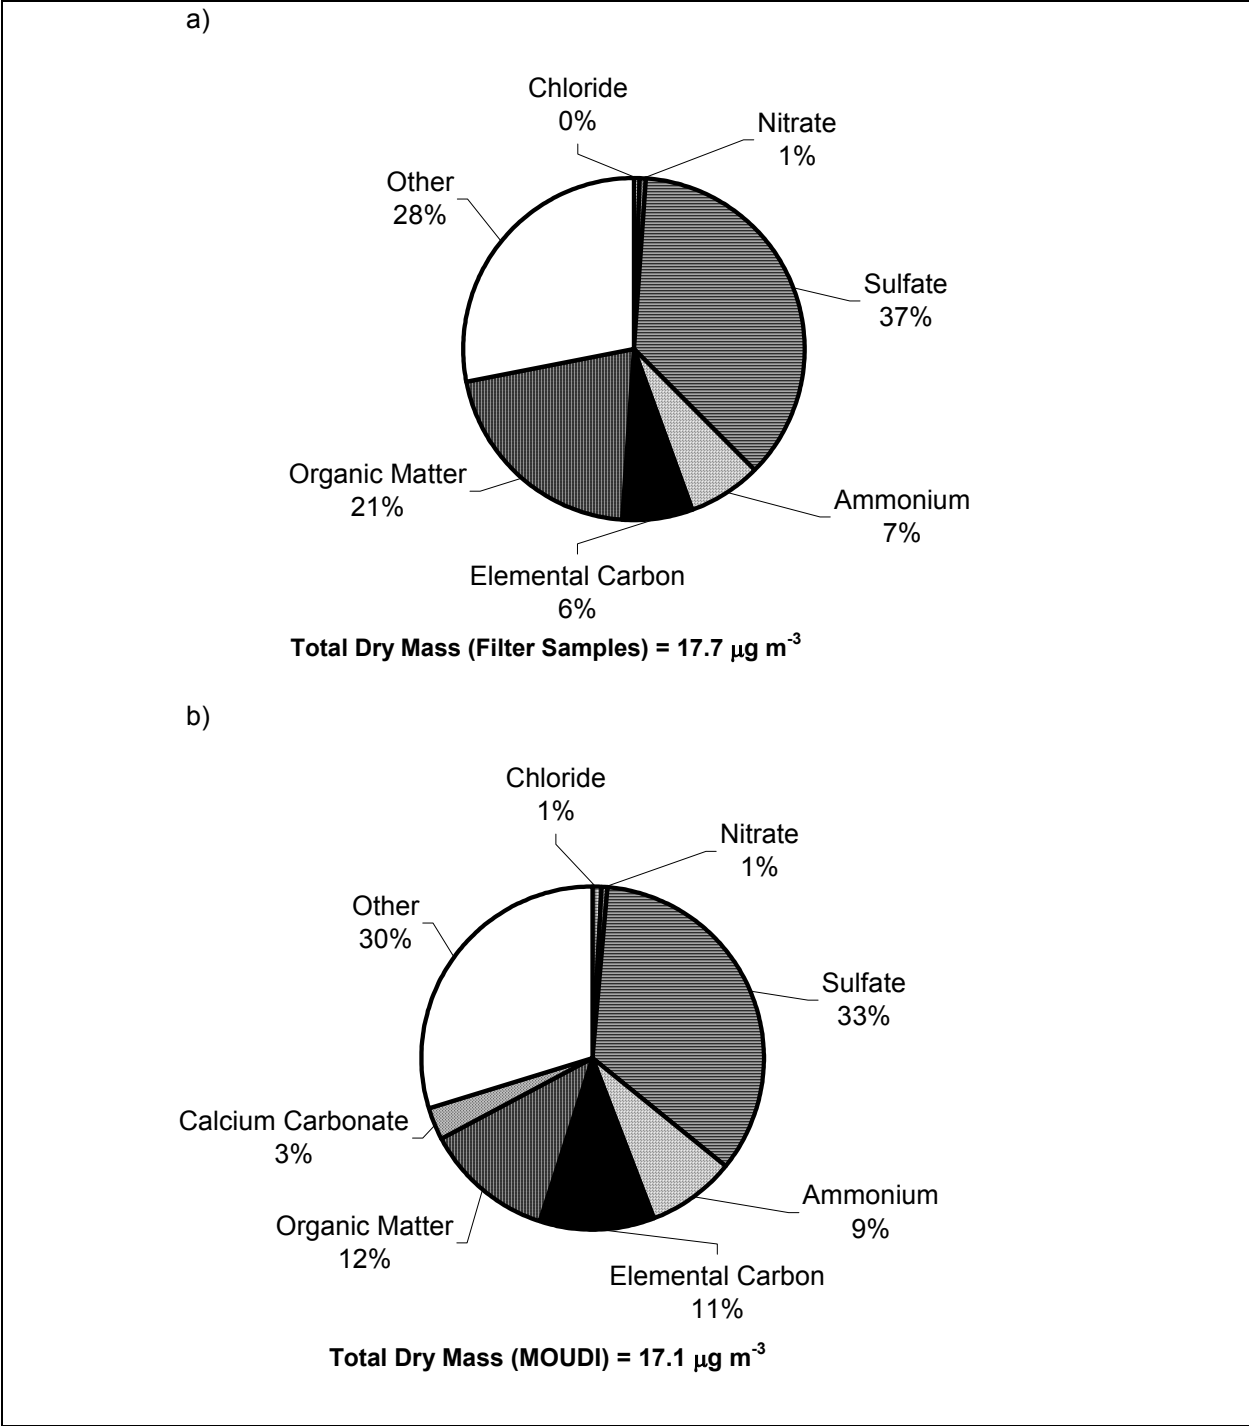 a)
Chloride
0%
Nitrate
1%
Other
28%
Sulfate
37%
Organic Matter
21%
Ammonium
7%
Elemental Carbon
6%
Total Dry Mass (Filter Samples) = 17.7 μg m-3
b)
Chloride
1%
Nitrate
1%
Other
30%
Sulfate
33%
Calcium Carbonate
3%
Ammonium
9%
Organic Matter
12%
Elemental Carbon
11%
Total Dry Mass (MOUDI) = 17.1 μg m-3